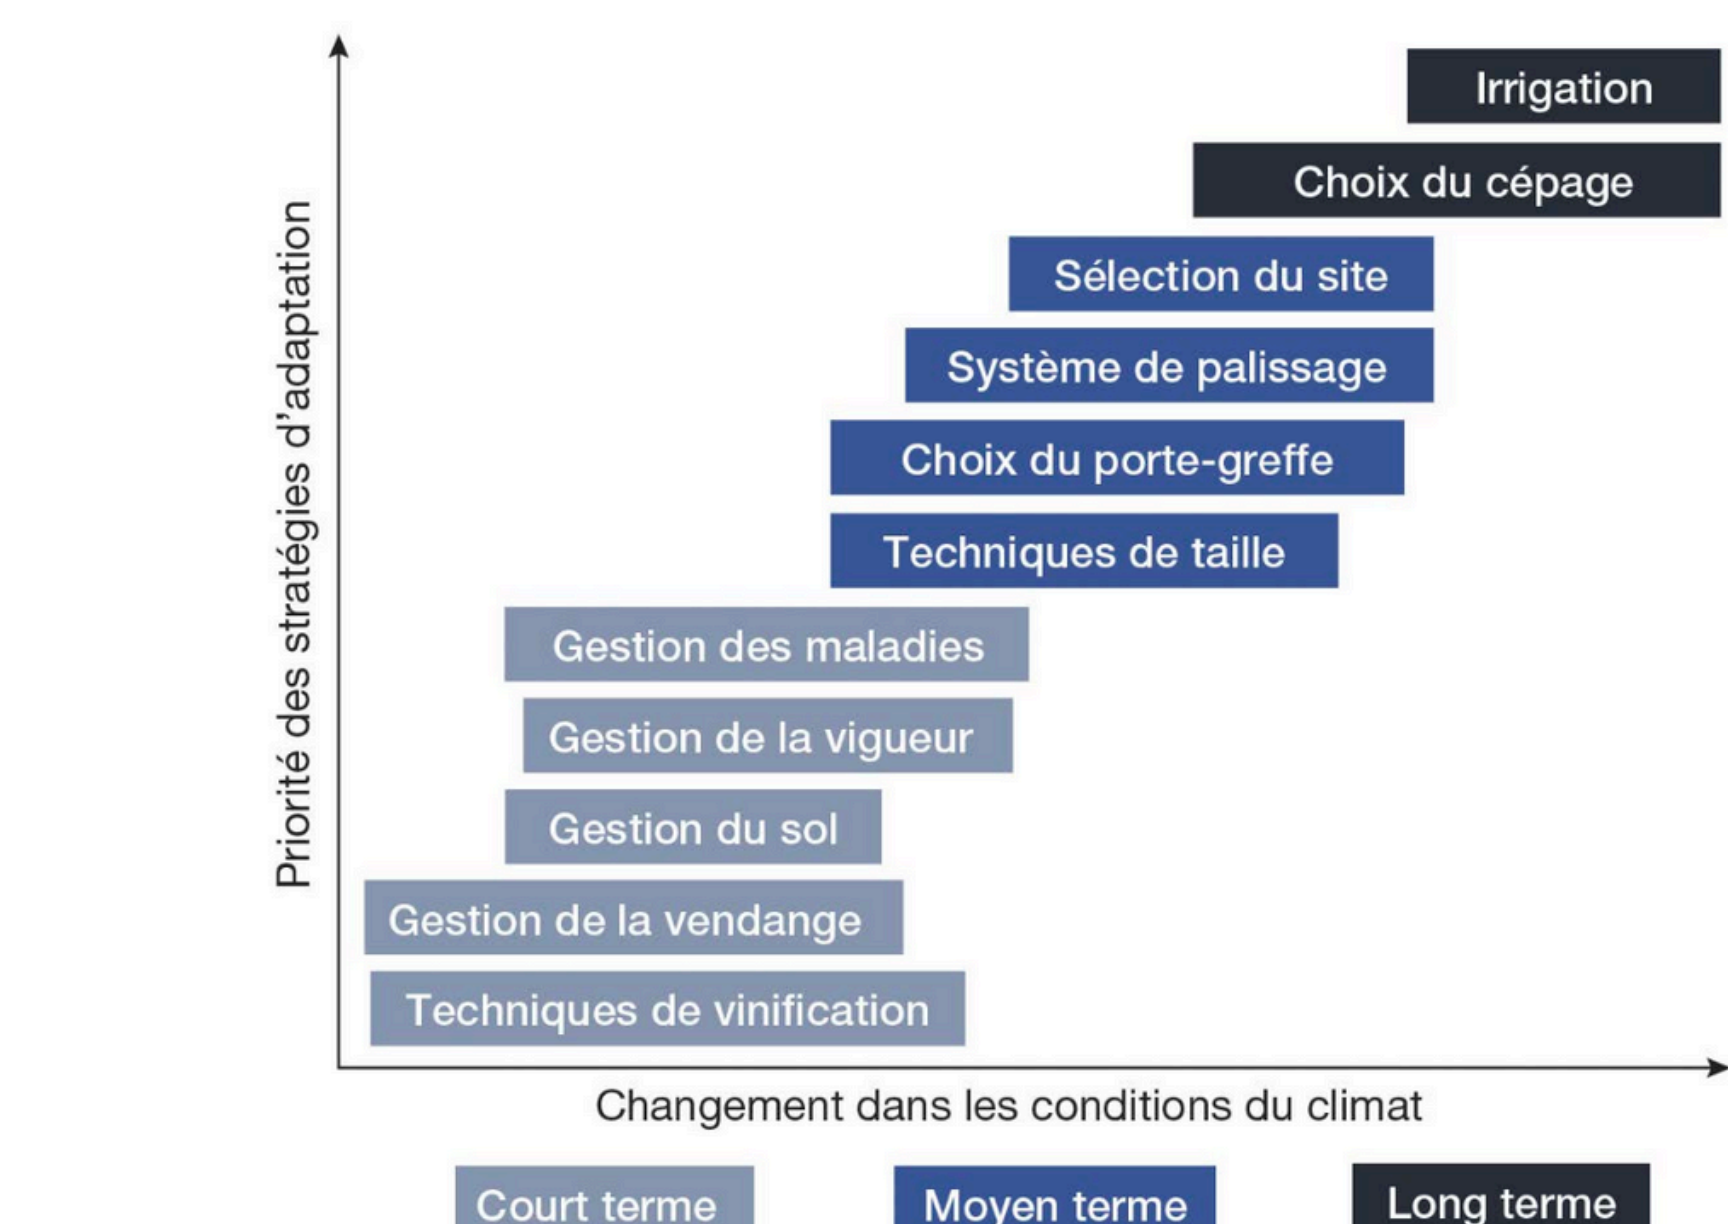 Irrigation
Choix du cépage
Sélection du site
Système de palissage
Choix du porte-greffe
Techniques de taille
Gestion des maladies
Gestion de la vigueur
Gestion du sol
Gestion de la vendange
Techniques de vinification
Priorité des stratégies d'adaptation
Changement dans les conditions du climat
Court terme
Moyen terme
Long terme